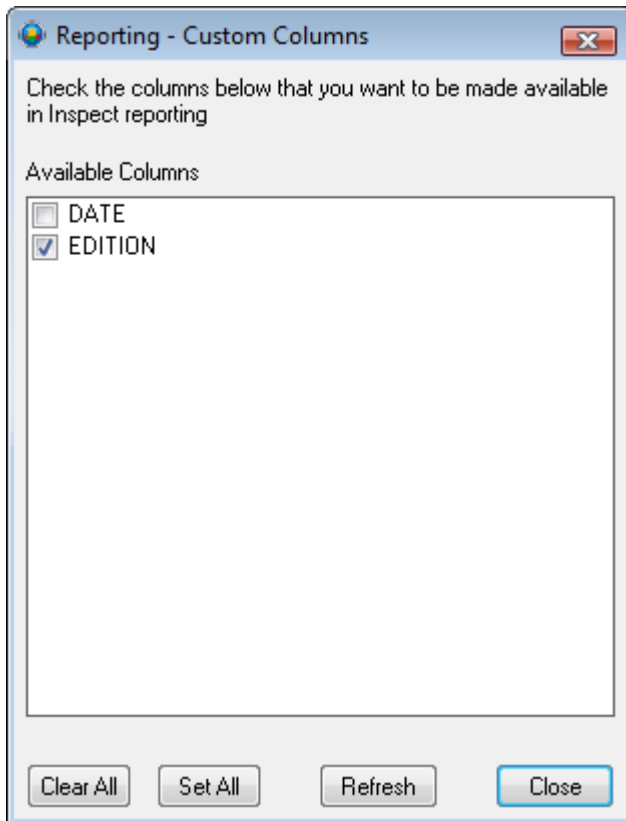 Reporting - Custom Columns
Check the columns below that you want to be made available
in Inspect reporting
Available Columns
DATE
EDITION
Clear All Set All Refresh Close